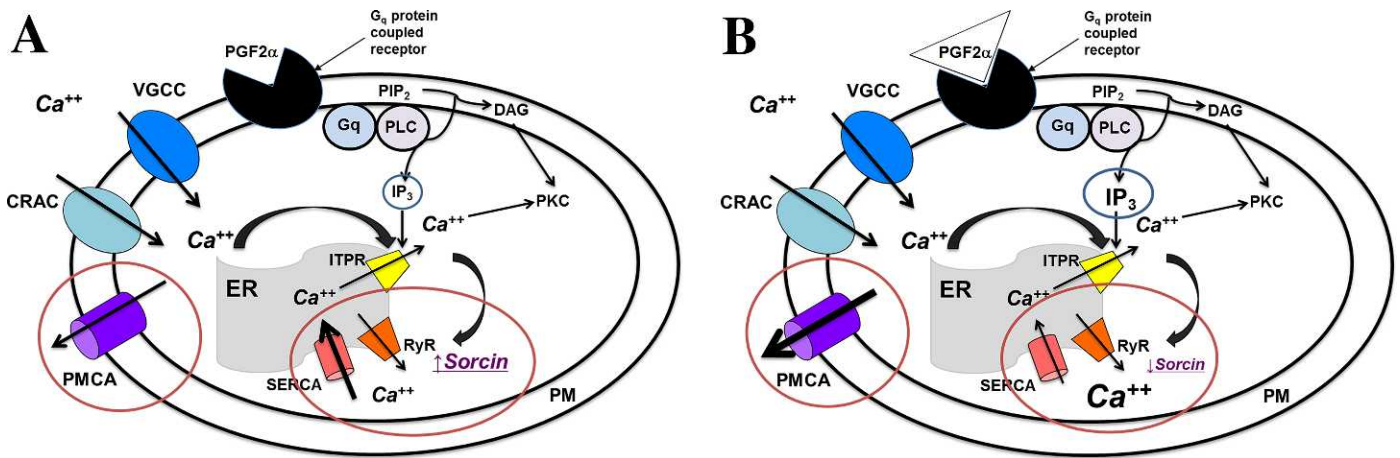 A
PGF2α
Gq protein
coupled
receptor
Ca++
VGCC
PIP2
DAG
Gq
PLC
CRAC
IP3
PKC
Ca++
Ca++
ITPR
ER
Ca++
RyR
↑Sorcin
SERCA
Ca++
PMCA
PM
B
PGF2α
Gq protein
coupled
receptor
Ca++
VGCC
PIP2
DAG
Gq
PLC
CRAC
IP3
PKC
Ca++
Ca++
ITPR
ER
Ca++
RyR
↓Sorcin
SERCA
Ca++
PMCA
PM